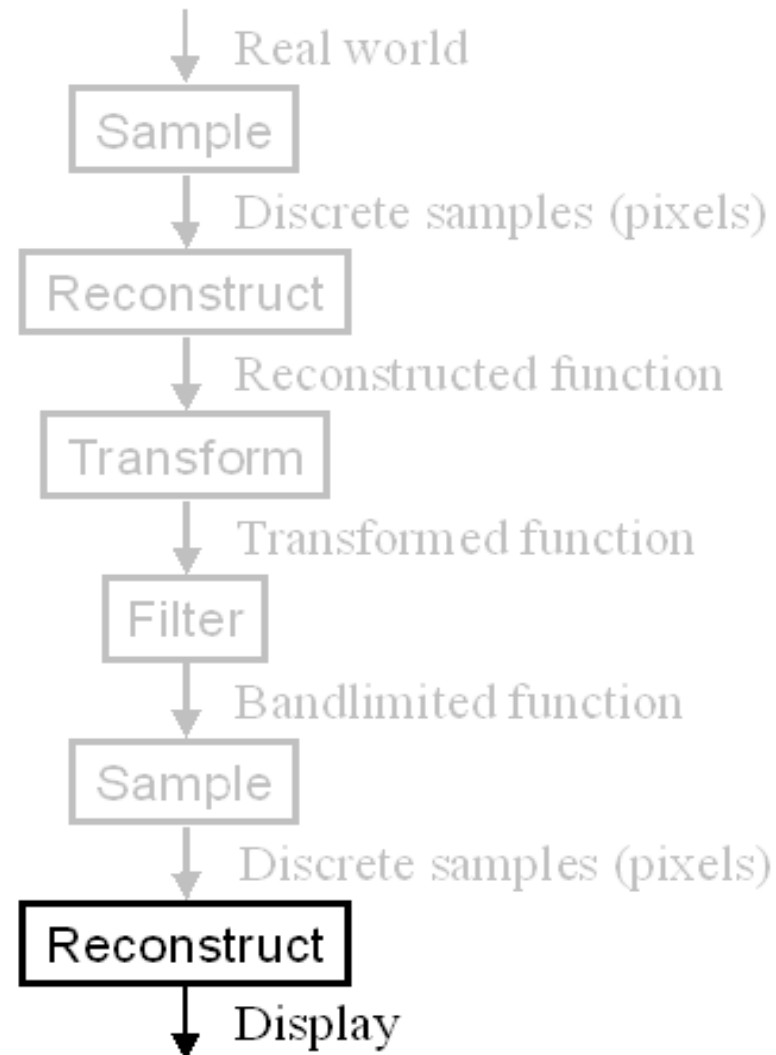 Real world
Sample
Discrete samples (pixels)
Reconstruct
Reconstructed function
Transform
Transformed function
Filter
Bandlimited function
Sample
Discrete samples (pixels)
Reconstruct
Display